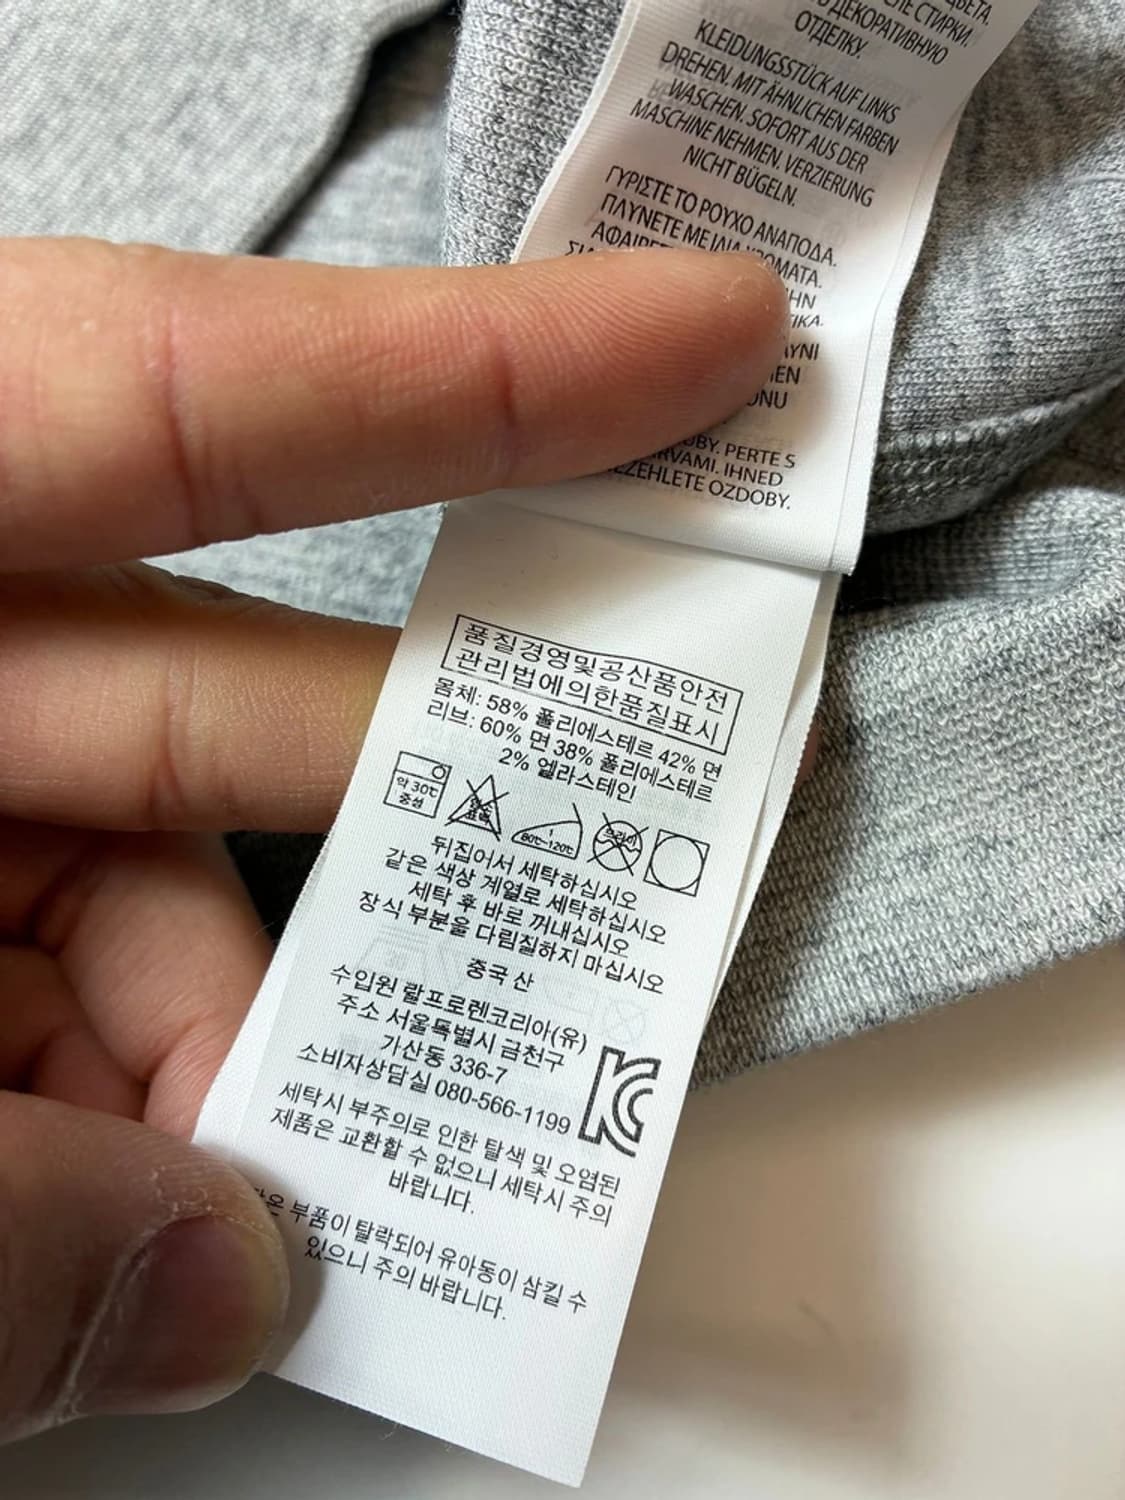 ЦВЕТА.
СТИРКИ.
ДЕКОРАТИВНУЮ
ОТДЕЛКУ.
KLEIDUNGSSTÜCK AUF LINKS
DREHEN. MIT ÄHNLICHEN FARBEN
WASCHEN. SOFORT AUS DER
MASCHINE NEHMEN. VERZIERUNG
NICHT BÜGELN.
ΓΥΡΙΣΤΕ ΤΟ ΡΟΥΧΟ ΑΝΑΠΟΔΑ.
ΠΛΥΝΕΤΕ ΜΕ
PERTE S
IHNED
OZDOBY.
품질경영및공산품안전
관리법에의한품질표시
몸체: 58% 폴리에스테르 42% 면
리브: 60% 면 38% 폴리에스테르
2% 엘라스테인
약 30℃
중성
80℃~120℃
뒤집어서 세탁하십시오
같은 색상 계열로 세탁하십시오
세탁 후 바로 꺼내십시오
장식 부분을 다림질하지 마십시오
중국 산
수입원 랄프로렌코리아(유)
주소 서울특별시 금천구
가산동 336-7
소비자상담실 080-566-1199
세탁시 부주의로 인한 탈색 및 오염된
제품은 교환할 수 없으니 세탁시 주의
바랍니다.
부품이 탈락되어 유아동이 삼킬 수
있으니 주의 바랍니다.